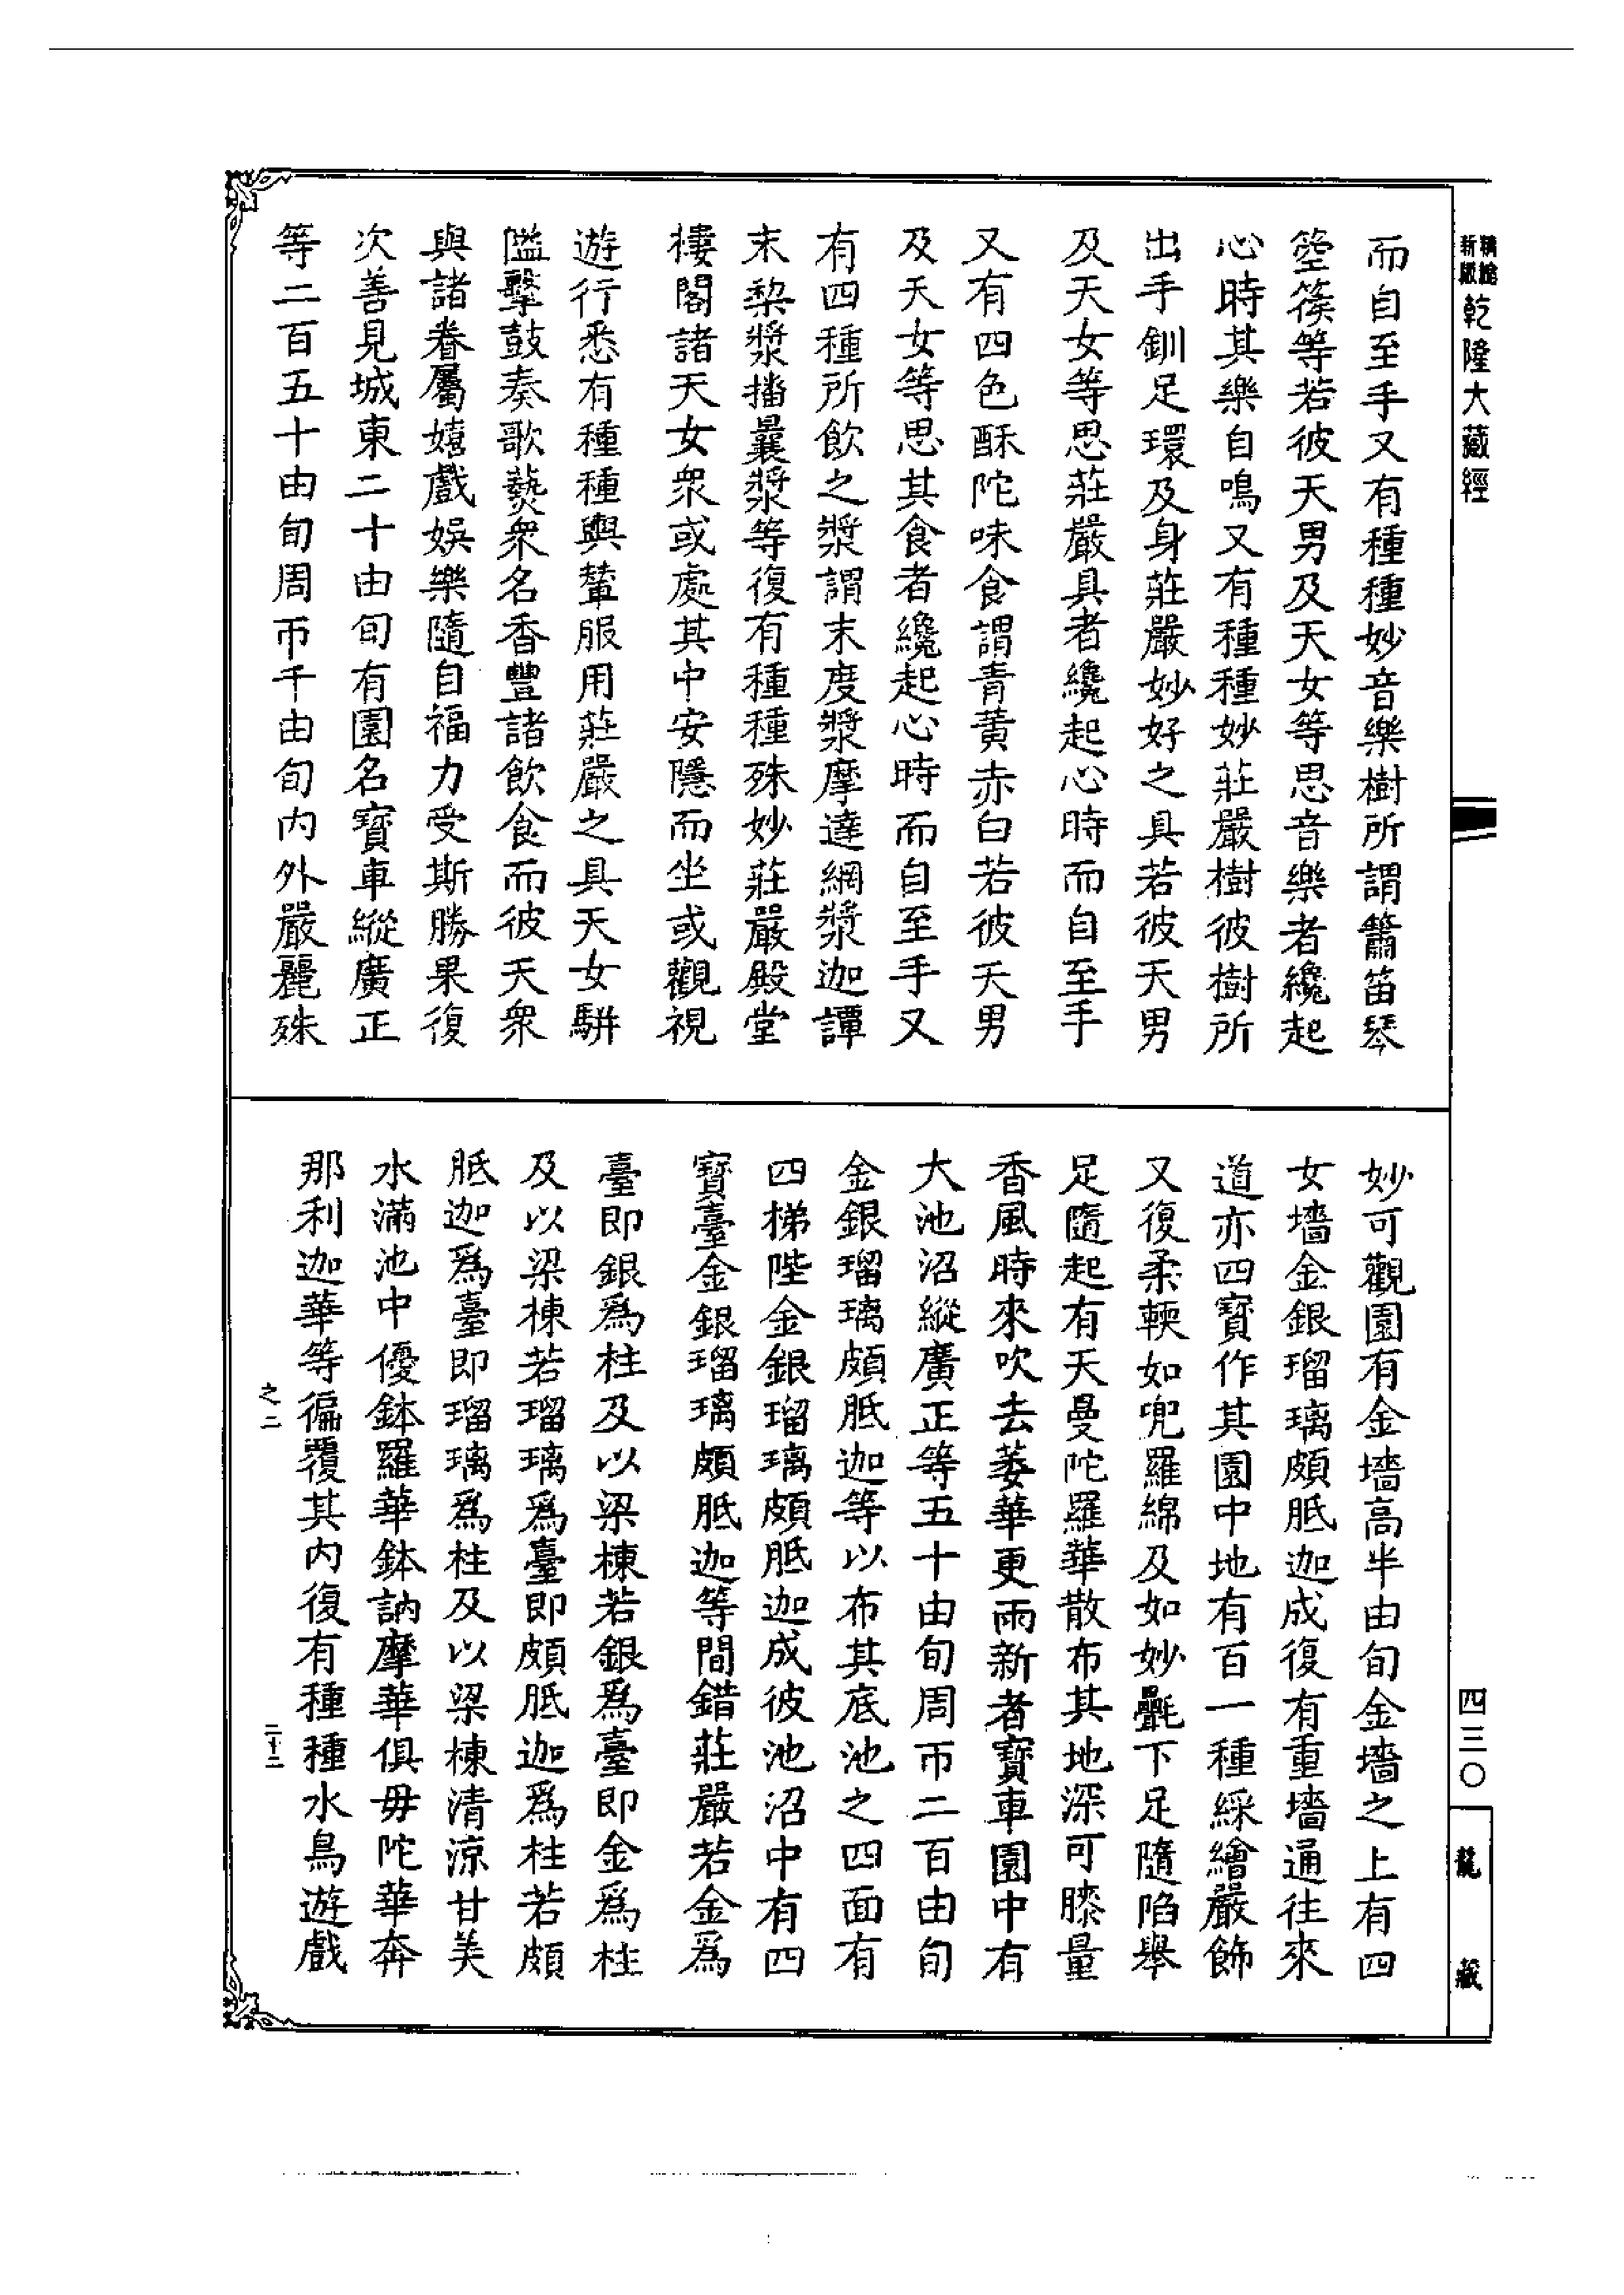 新版
精繪
乾隆大藏經
四三〇
龍藏
而自至手又有種種妙音樂樹所謂簫笛琴
箜篌等若彼天男及天女等思音樂者纔起
心時其樂自鳴又有種種妙莊嚴樹彼樹所
出手釧足環及身莊嚴妙好之具若彼天男
及天女等思莊嚴具者纔起心時而自至手
又有四色酥陀味食謂青黃赤白若彼天男
及天女等思其食者纔起心時而自至手又
有四種所飲之漿謂末度漿摩達網漿迦譚
末梨漿播曩漿等復有種種殊妙莊嚴殿堂
樓閣諸天女眾或處其中安隱而坐或觀視
遊行悉有種種輿輦服用莊嚴之具天女駢
隘擊鼓奏歌爇眾名香豐諸飲食而彼天眾
與諸眷屬嬉戲娛樂隨自福力受斯勝果復
次善見城東二十由旬有園名寶車縱廣正
等二百五十由旬周帀千由旬內外嚴麗殊
妙可觀園有金墻高半由旬金墻之上有四
女墻金銀瑠璃頗胝迦成復有重墻通往來
道亦四寶作其園中地有百一種綵繪嚴飾
又復柔輭如兜羅綿及如妙㲲下足隨陷舉
足隨起有天曼陀羅華散布其地深可膝量
香風時來吹去萎華更雨新者寶車園中有
大池沼縱廣正等五十由旬周帀二百由旬
金銀瑠璃頗胝迦等以布其底池之四面有
四梯陛金銀瑠璃頗胝迦成彼池沼中有四
寶臺金銀瑠璃頗胝迦等間錯莊嚴若金為
臺即銀為柱及以梁棟若銀為臺即金為柱
及以梁棟若瑠璃為臺即頗胝迦為柱若頗
胝迦為臺即瑠璃為柱及以梁棟清涼甘美
水滿池中優鉢羅華鉢訥摩華俱毋陀華奔
那利迦華等徧覆其內復有種種水鳥遊戲
之二
二十二